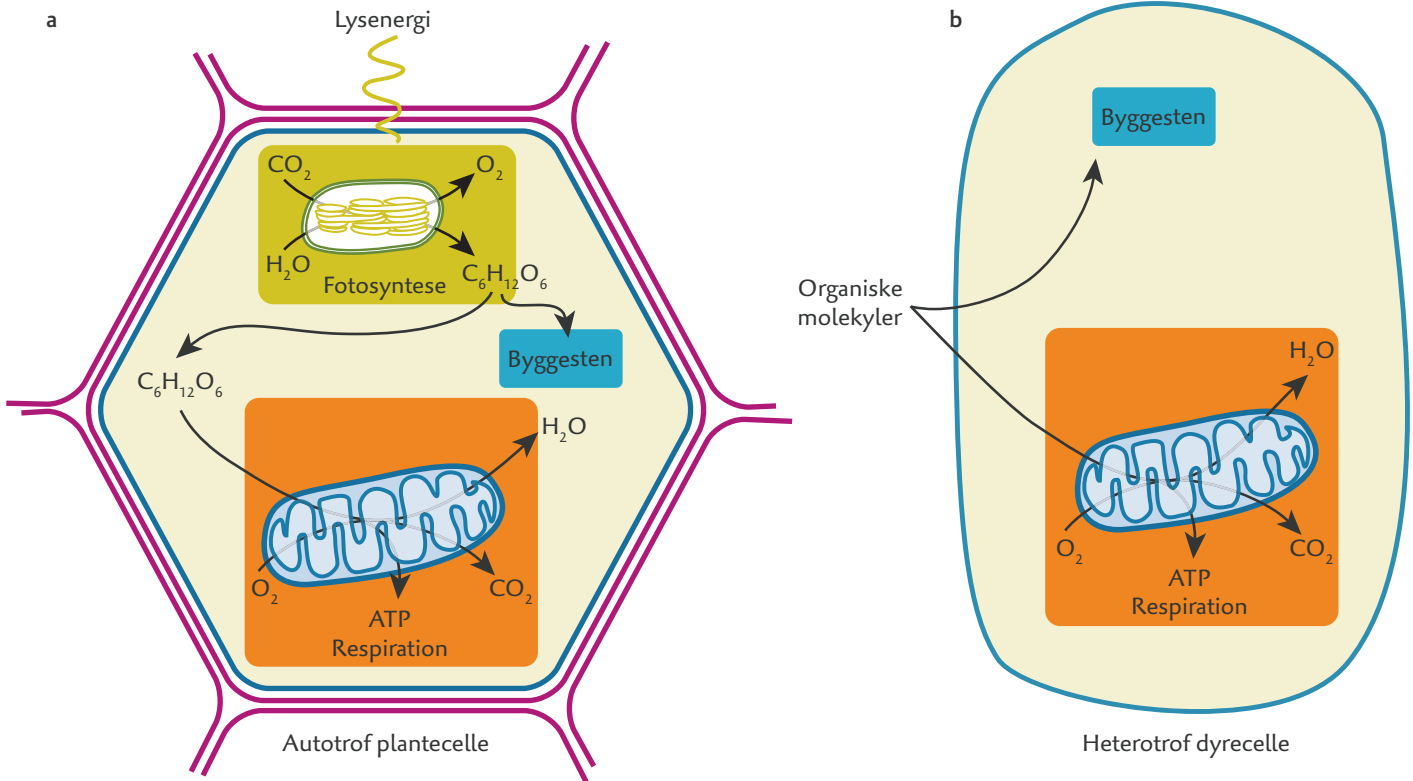 a
Lysenergi
CO₂
O₂
H₂O
C₆H₁₂O₆
Fotosyntese
Byggesten
C₆H₁₂O₆
H₂O
O₂
CO₂
ATP
Respiration
Autotrof plantecelle
b
Byggesten
Organiske
molekyler
H₂O
O₂
CO₂
ATP
Respiration
Heterotrof dyrecelle